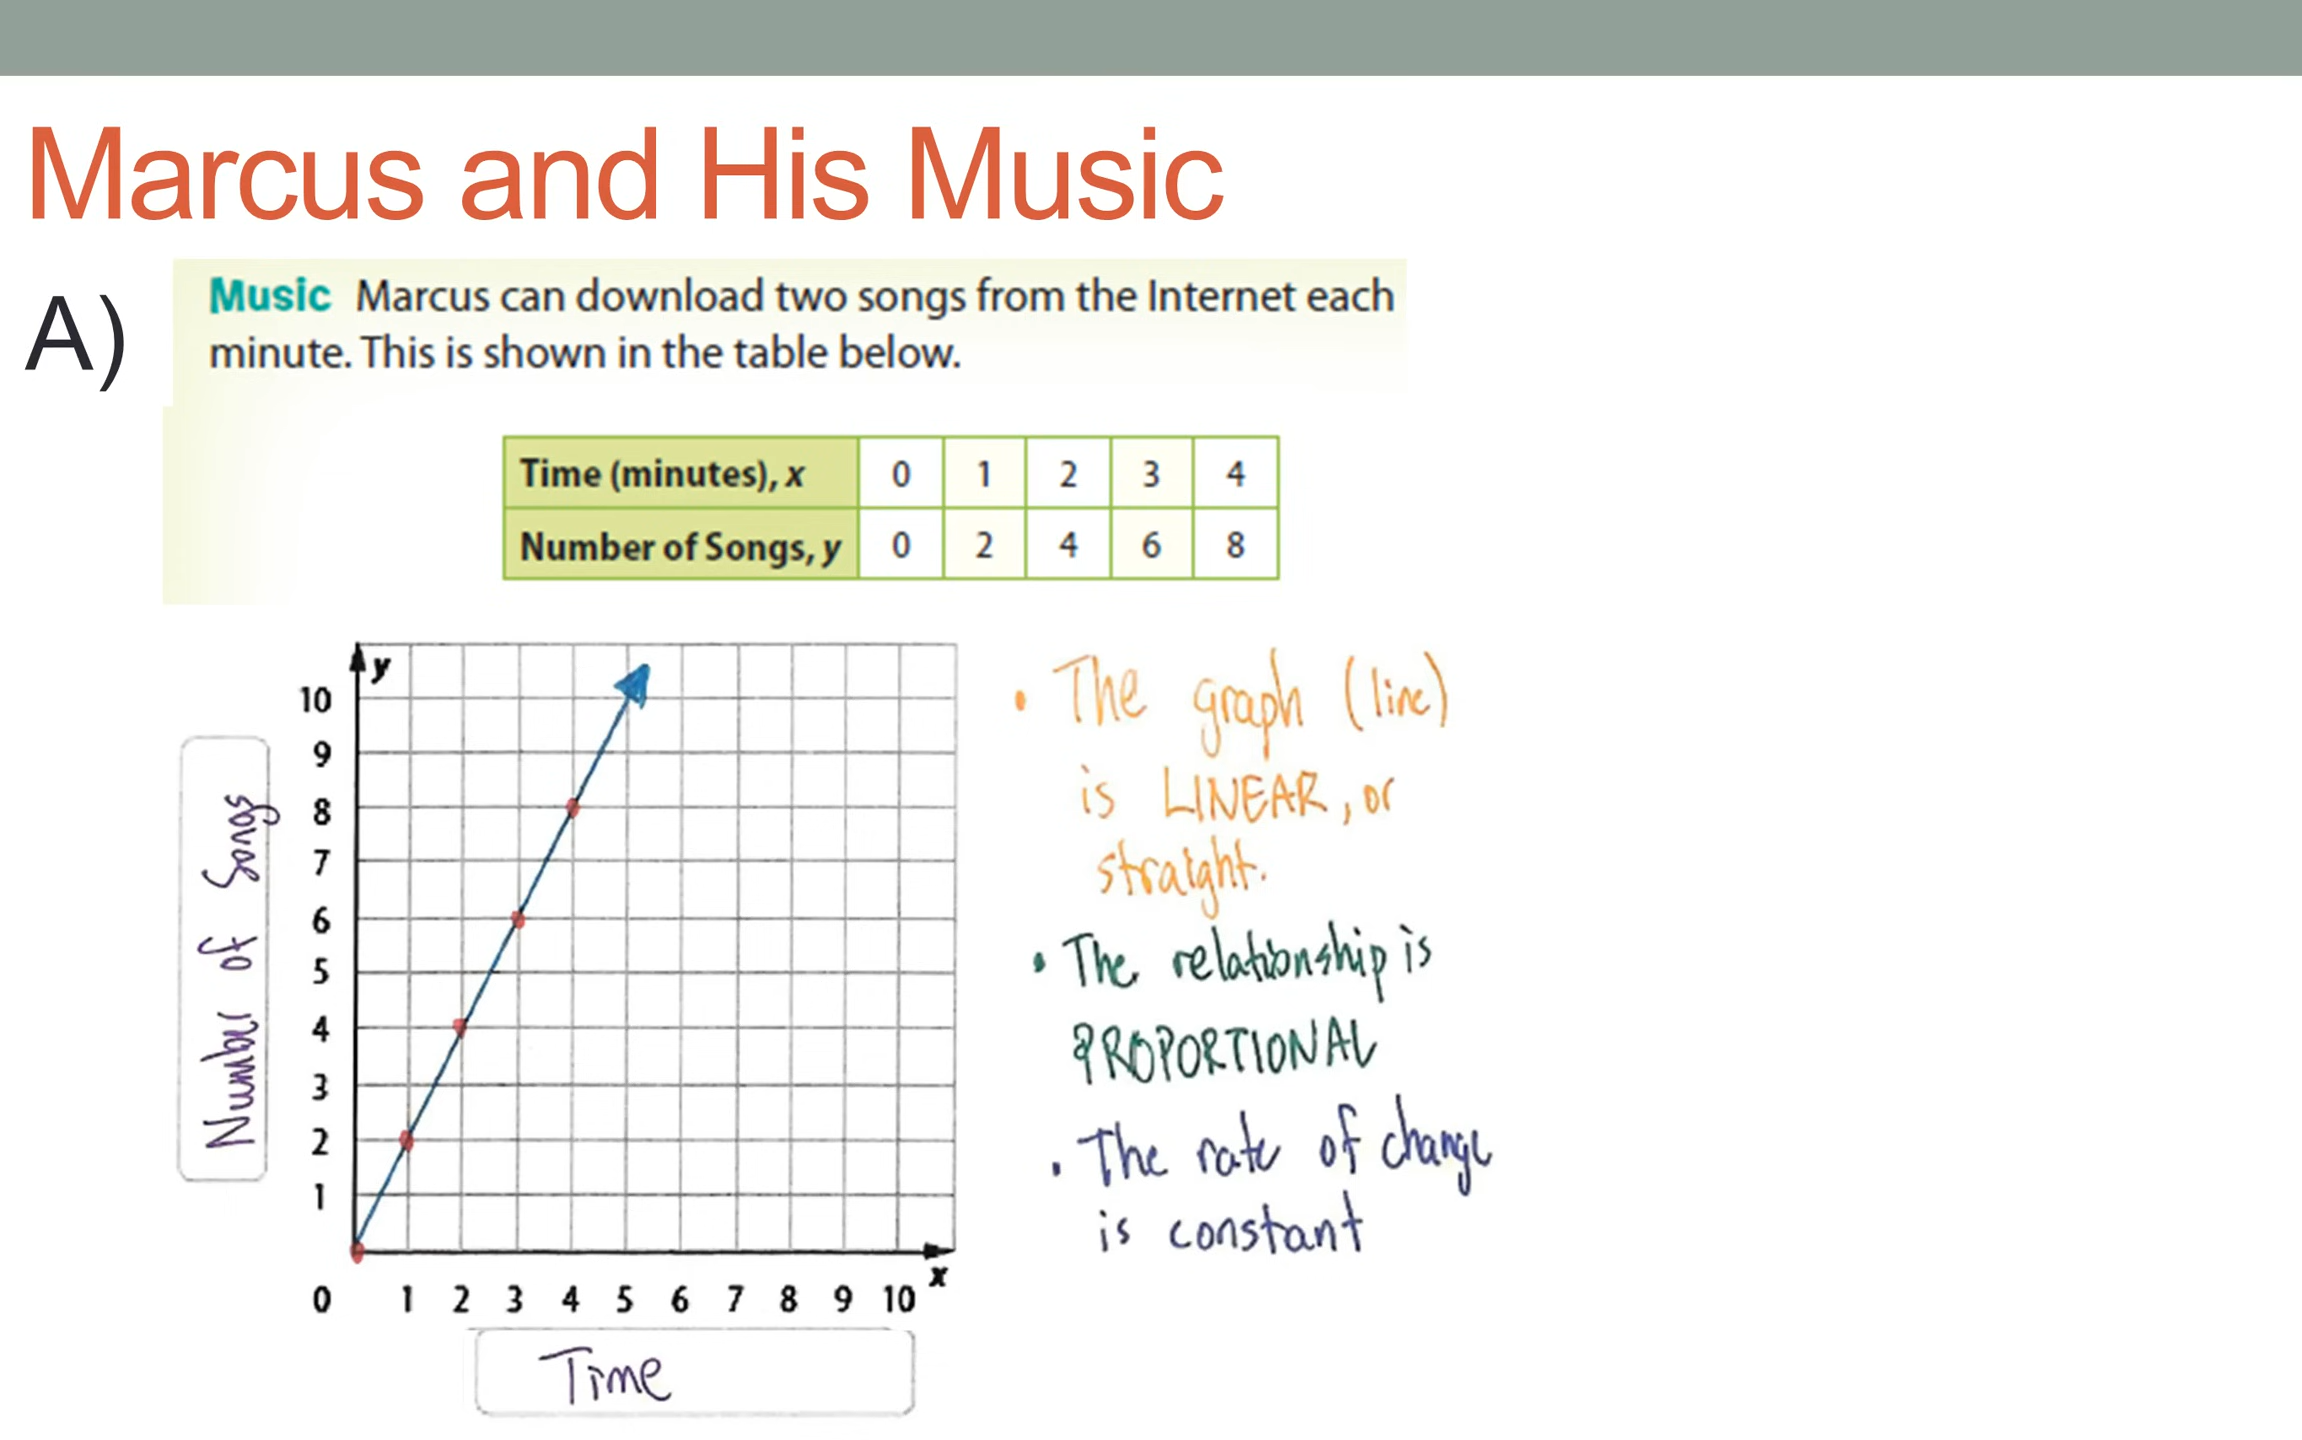 Marcus and His Music
A)
Music Marcus can download two songs from the Internet each
minute. This is shown in the table below.
Time (minutes), x 0 1 2 3 4
Number of Songs, y 0 2 4 6 8
y
10
9
8
7
6
5
4
3
2
1
0 1 2 3 4 5 6 7 8 9 10
x
Number of Songs
Time
• The graph (line)
is LINEAR, or
straight.
• The relationship is
PROPORTIONAL
• The rate of change
is constant